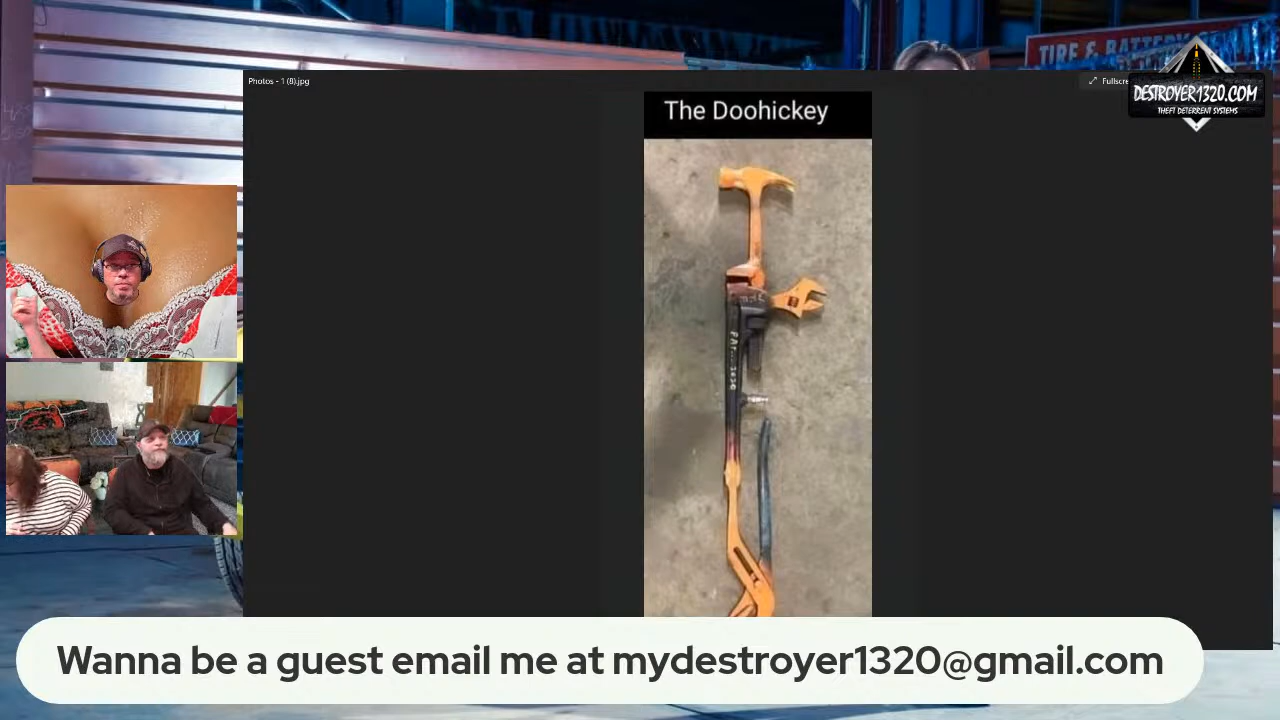 TIRE & BATTERY
Photos - 1 (8).jpg
DESTROYER1320.COM
THEFT DETERRENT SYSTEMS
The Doohickey
Wanna be a guest email me at mydestroyer1320@gmail.com